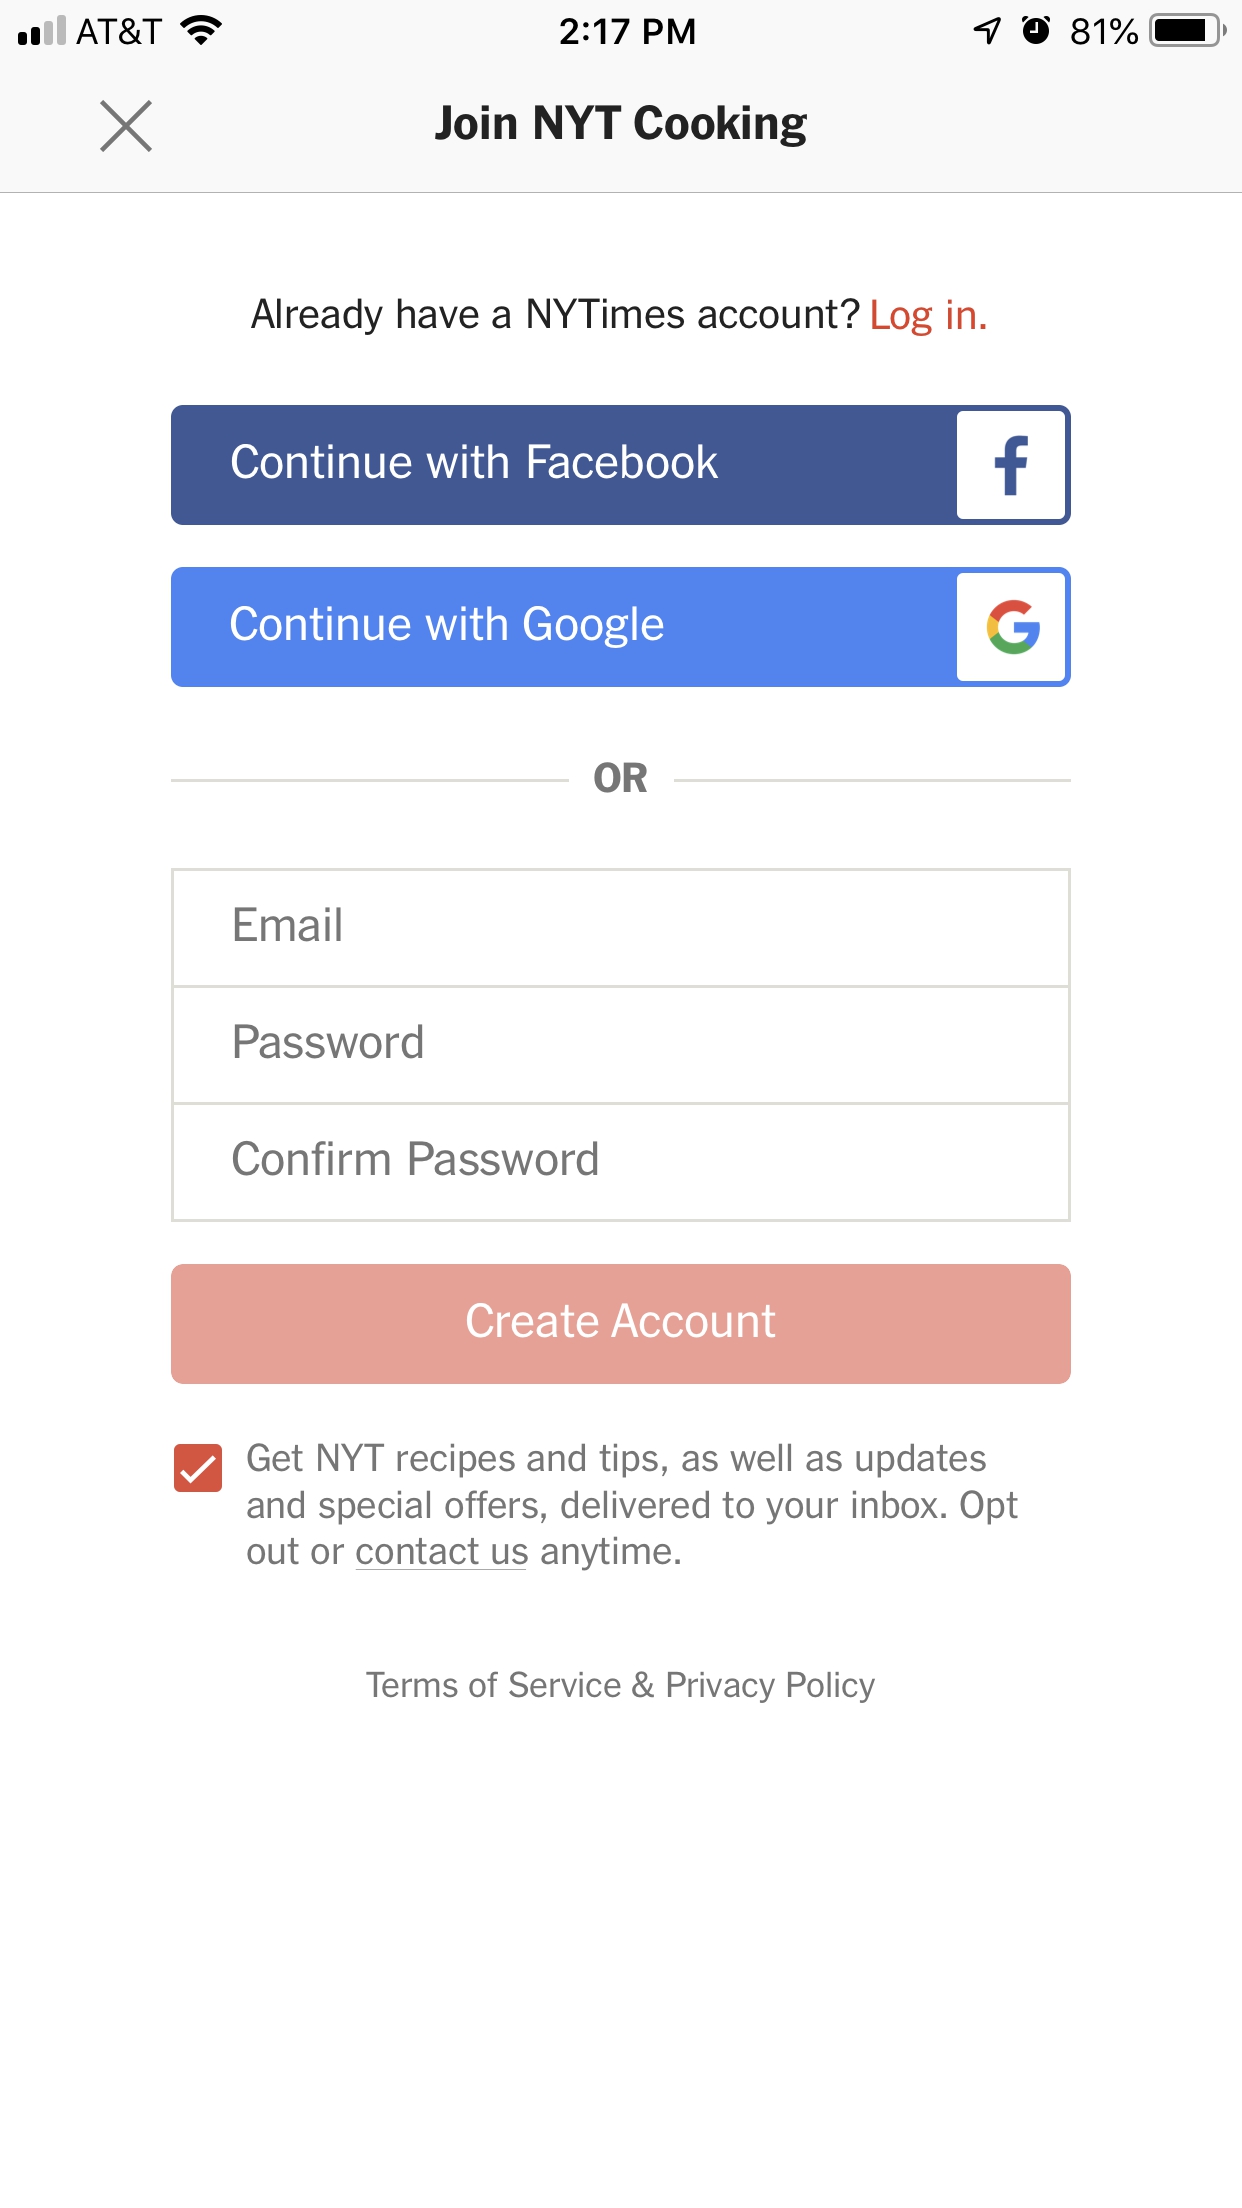 AT&T 2:17 PM 81%
Join NYT Cooking
Already have a NYTimes account? Log in.
Continue with Facebook
Continue with Google
OR
Email
Password
Confirm Password
Create Account
Get NYT recipes and tips, as well as updates
and special offers, delivered to your inbox. Opt
out or contact us anytime.
Terms of Service & Privacy Policy